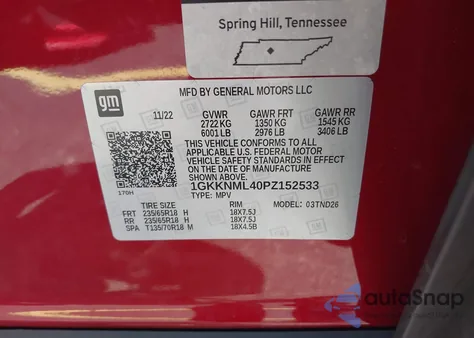 Spring Hill, Tennessee
gm
MFD BY GENERAL MOTORS LLC
11/22 GVWR GAWR FRT GAWR RR
2722 KG 1350 KG 1545 KG
6001 LB 2976 LB 3406 LB
THIS VEHICLE CONFORMS TO ALL
APPLICABLE U.S. FEDERAL MOTOR
VEHICLE SAFETY STANDARDS IN EFFECT
ON THE DATE OF MANUFACTURE SHOWN ABOVE.
1GKKNML40PZ152533
170H TYPE: MPV MODEL: 03TND26
TIRE SIZE RIM
FRT 235/65R18 H 18X7.5J
RR 235/65R18 H 18X7.5J
SPA T135/70R18 M 18X4.5B
autoSnap